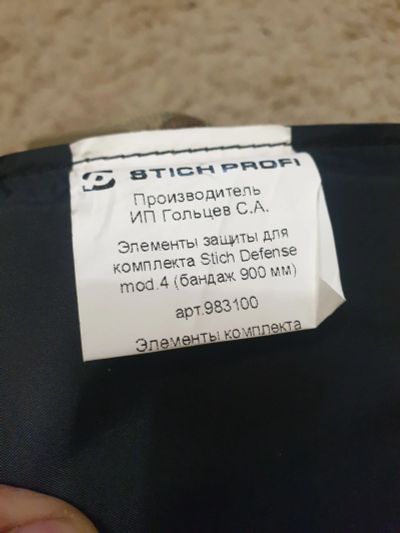 STICH PROFI
Производитель
ИП Гольцев С.А.
Элементы защиты для
комплекта Stich Defense
mod.4 (бандаж 900 мм)
арт.983100
Элементы комплекта